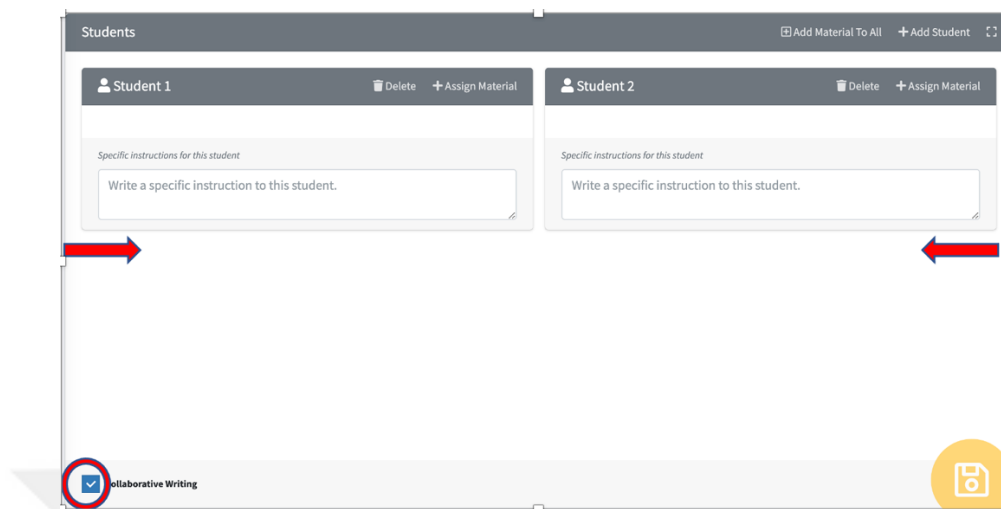 Students Add Material To All Add Student
Student 1 Delete Assign Material Student 2 Delete Assign Material
Specific instructions for this student Specific instructions for this student
Write a specific instruction to this student. Write a specific instruction to this student.
ollaborative Writing